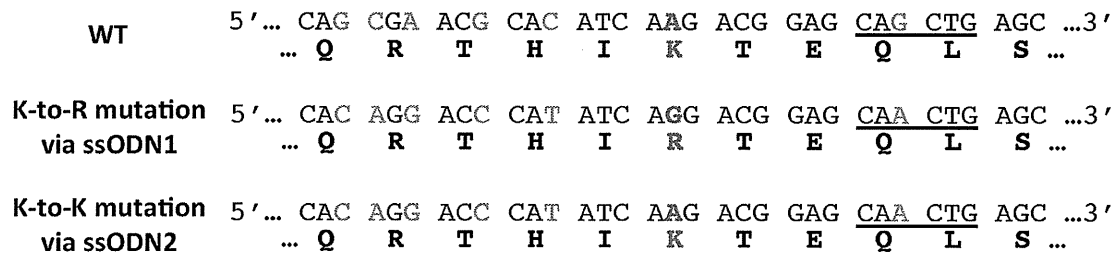 WT 5′... CAG CGA ACG CAC ATC AAG ACG GAG CAG CTG AGC ...3′
... Q R T H I K T E Q L S ...
K-to-R mutation via ssODN1 5′... CAC AGG ACC CAT ATC AGG ACG GAG CAA CTG AGC ...3′
... Q R T H I R T E Q L S ...
K-to-K mutation via ssODN2 5′... CAC AGG ACC CAT ATC AAG ACG GAG CAA CTG AGC ...3′
... Q R T H I K T E Q L S ...